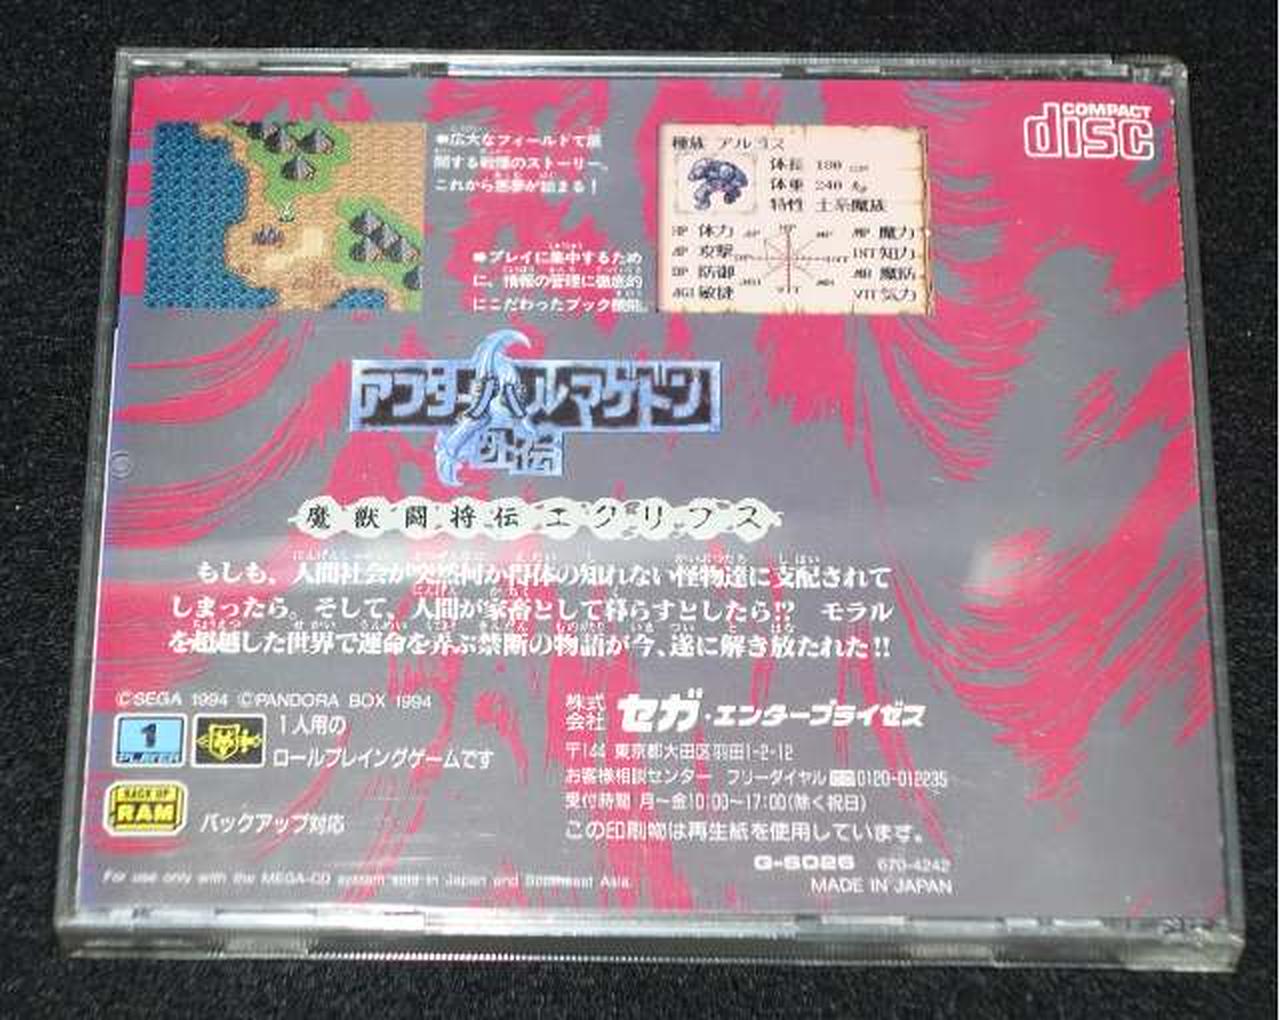 COMPACT
disc
●広大なフィールドで展
開する戦慄のストーリー。
これから悪夢が始まる！
●プレイに集中するため
に、情報の管理に徹底的
にこだわったブック機能。
種族 アルゴス
体長 180 cm
体重 240 kg
特性 土系魔族
HP 体力
AP 攻撃
DP 防御
AGI 敏捷
MP 魔力
INT 知力
MR 魔防
VIT 気力
アフターハルマゲドン
外伝
魔獣闘将伝エクリプス
もしも、人間社会が突然何か得体の知れない怪物達に支配されて
しまったら。そして、人間が家畜として暮らすとしたら!? モラル
を超越した世界で運命を弄ぶ禁断の物語が今、遂に解き放たれた!!
©SEGA 1994 ©PANDORA BOX 1994
1
PLAYER
1人用の
ロールプレイングゲームです
BACK UP
RAM
バックアップ対応
株式
会社 セガ・エンタープライゼス
〒144 東京都大田区羽田1-2-12
お客様相談センター フリーダイヤル 0120-012235
受付時間 月〜金10:00〜17:00(除く祝日)
この印刷物は再生紙を使用しています。
G-6026 670-4242
MADE IN JAPAN
For use only with the MEGA-CD system sold in Japan and Southeast Asia.